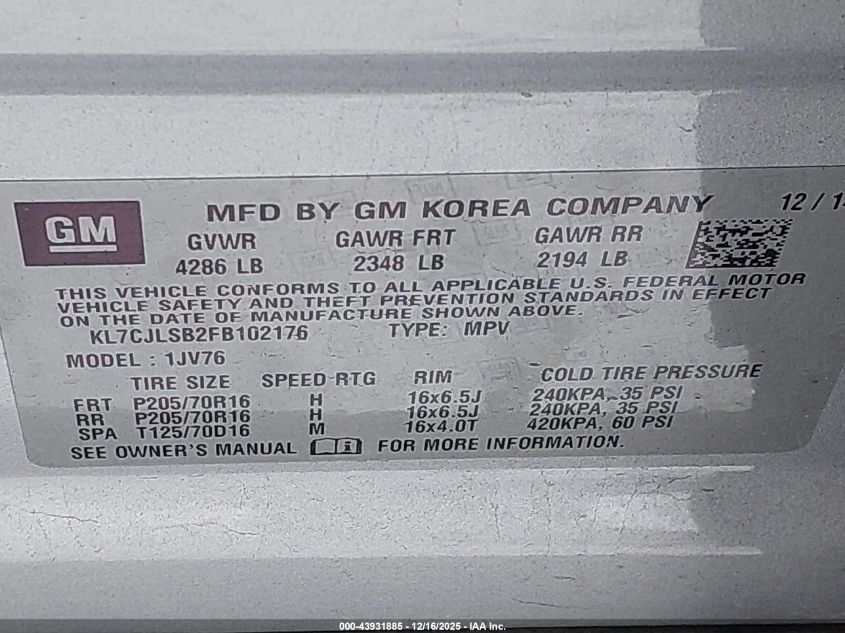 GM
MFD BY GM KOREA COMPANY 12/1
GVWR GAWR FRT GAWR RR
4286 LB 2348 LB 2194 LB
THIS VEHICLE CONFORMS TO ALL APPLICABLE U.S. FEDERAL MOTOR
VEHICLE SAFETY AND THEFT PREVENTION STANDARDS IN EFFECT
ON THE DATE OF MANUFACTURE SHOWN ABOVE.
KL7CJLSB2FB102176 TYPE: MPV
MODEL : 1JV76
TIRE SIZE SPEED RTG RIM COLD TIRE PRESSURE
FRT P205/70R16 H 16x6.5J 240KPA, 35 PSI
RR P205/70R16 H 16x6.5J 240KPA, 35 PSI
SPA T125/70D16 M 16x4.0T 420KPA, 60 PSI
SEE OWNER'S MANUAL FOR MORE INFORMATION.
000-43931885 - 12/16/2025 - IAA Inc.